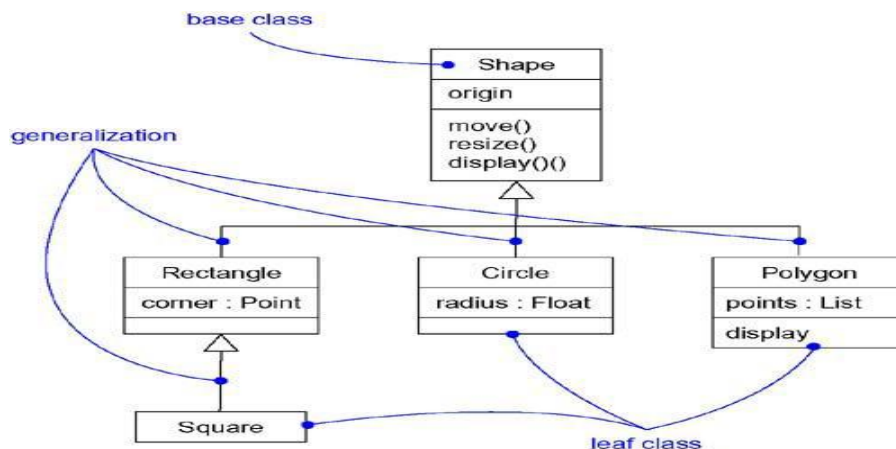 base class
Shape
origin
move()
resize()
display()()
generalization
Rectangle
corner : Point
Circle
radius : Float
Polygon
points : List
display
Square
leaf class